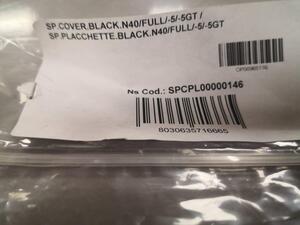 SP.COVER.BLACK.N40/FULL/-5/-5GT /
SP.PLACCHETTE.BLACK.N40/FULL/-5/-5GT
Ns Cod.: SPCPL00000146
8030635716665